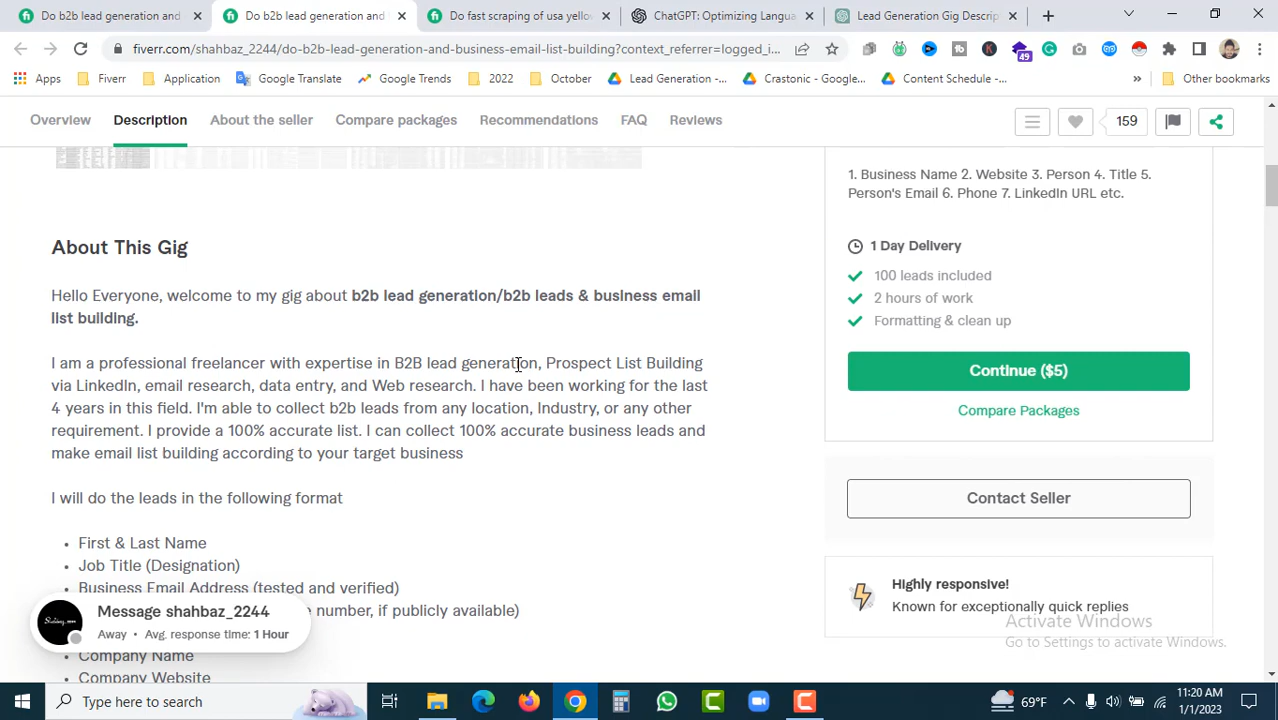 Do b2b lead generation and
Do b2b lead generation and
Do fast scraping of usa yellow
ChatGPT: Optimizing Langua
Lead Generation Gig Descrip
fiverr.com/shahbaz_2244/do-b2b-lead-generation-and-business-email-list-building?context_referrer=logged_i...
49
Apps
Fiverr
Application
Google Translate
Google Trends
2022
October
Lead Generation -...
Crastonic - Google...
Content Schedule -...
»
Other bookmarks
Overview
Description
About the seller
Compare packages
Recommendations
FAQ
Reviews
159
1. Business Name 2. Website 3. Person 4. Title 5.
Person's Email 6. Phone 7. LinkedIn URL etc.
About This Gig
1 Day Delivery
100 leads included
2 hours of work
Formatting & clean up
Hello Everyone, welcome to my gig about b2b lead generation/b2b leads & business email
list building.
I am a professional freelancer with expertise in B2B lead generation, Prospect List Building
via LinkedIn, email research, data entry, and Web research. I have been working for the last
4 years in this field. I'm able to collect b2b leads from any location, Industry, or any other
requirement. I provide a 100% accurate list. I can collect 100% accurate business leads and
make email list building according to your target business
Continue ($5)
Compare Packages
I will do the leads in the following format
Contact Seller
First & Last Name
Job Title (Designation)
Business Email Address (tested and verified)
number, if publicly available)
Company Name
Company Website
Message shahbaz_2244
Away • Avg. response time: 1 Hour
Highly responsive!
Known for exceptionally quick replies
Activate Windows
Go to Settings to activate Windows.
Type here to search
69°F
11:20 AM
1/1/2023